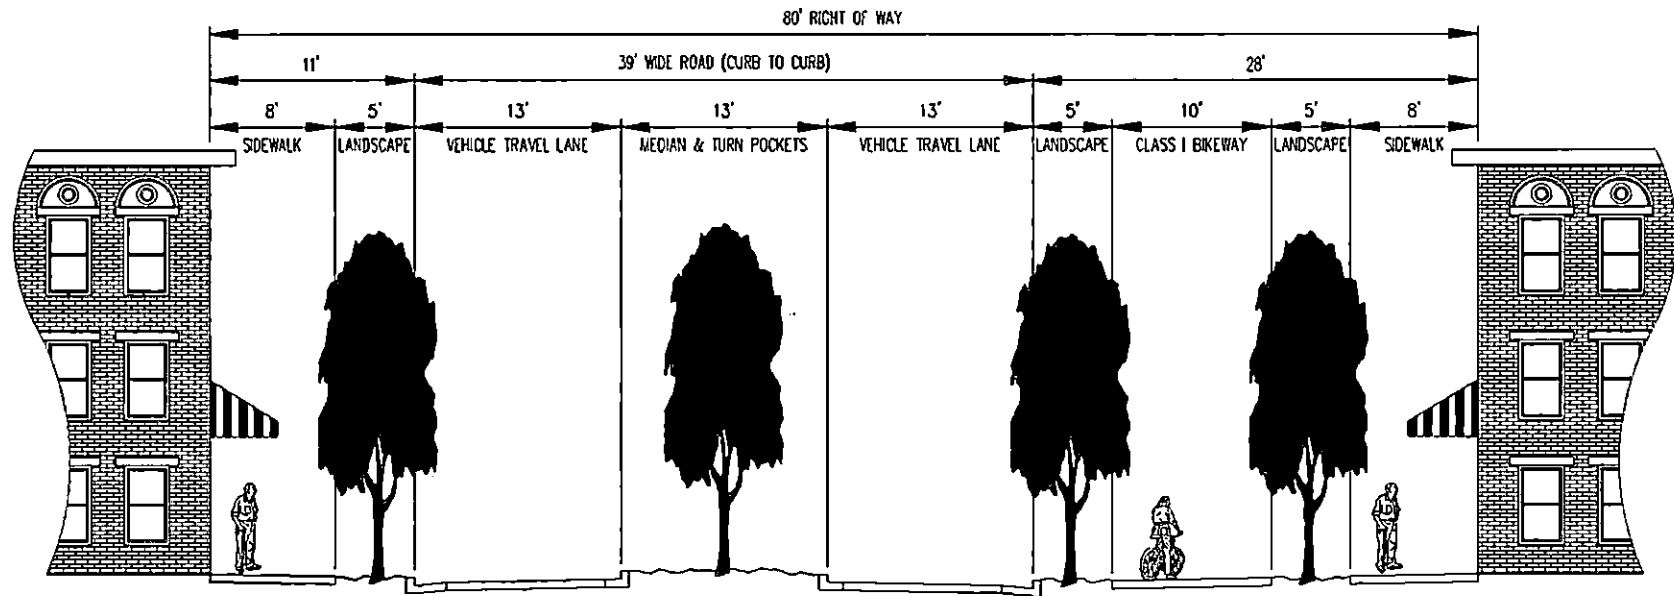 80' RIGHT OF WAY
11' 39' WIDE ROAD (CURB TO CURB) 28'
8' 5' 13' 13' 13' 5' 10' 5' 8'
SIDEWALK LANDSCAPE VEHICLE TRAVEL LANE MEDIAN & TURN POCKETS VEHICLE TRAVEL LANE LANDSCAPE CLASS I BIKEWAY LANDSCAPE SIDEWALK